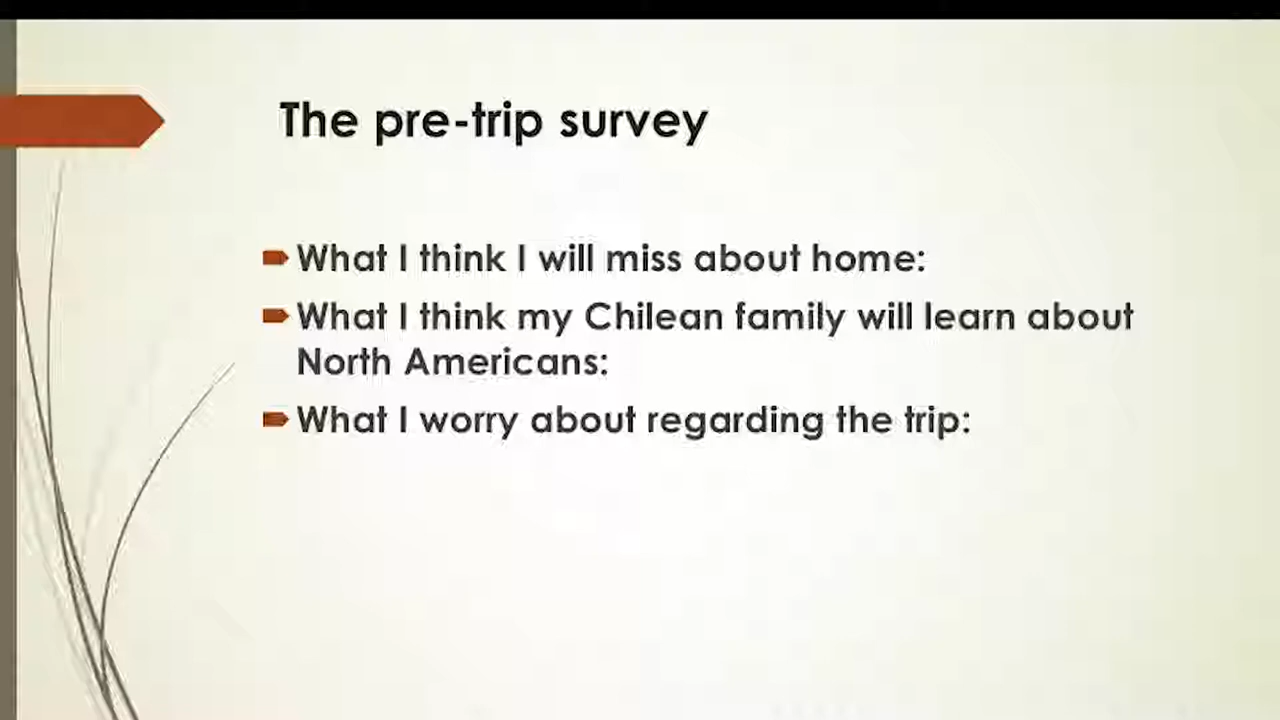 The pre-trip survey
What I think I will miss about home:
What I think my Chilean family will learn about
North Americans:
What I worry about regarding the trip: